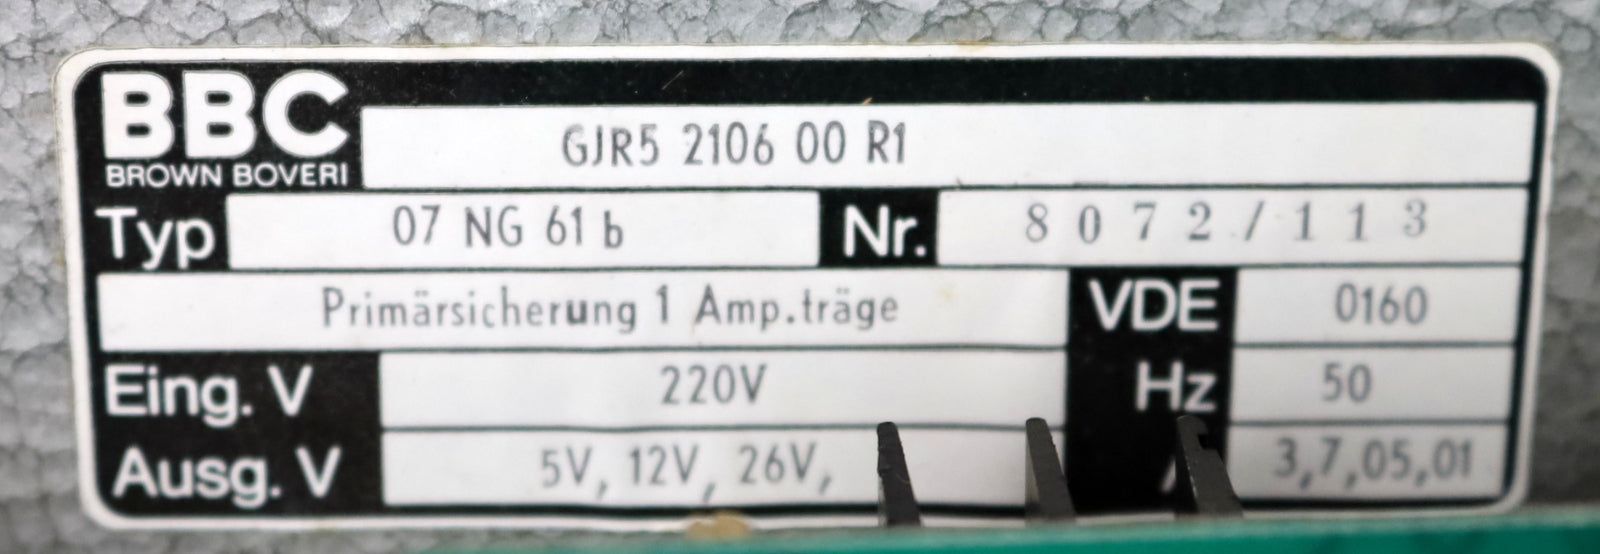 BBC
BROWN BOVERI
GJR5 2106 00 R1
Typ 07 NG 61 b Nr. 8072/113
Primärsicherung 1 Amp.träge VDE 0160
Eing. V 220V Hz 50
Ausg. V 5V, 12V, 26V, 3,7,05,01